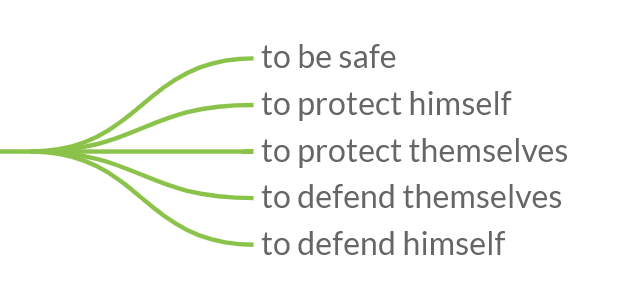 to be safe
to protect himself
to protect themselves
to defend themselves
to defend himself